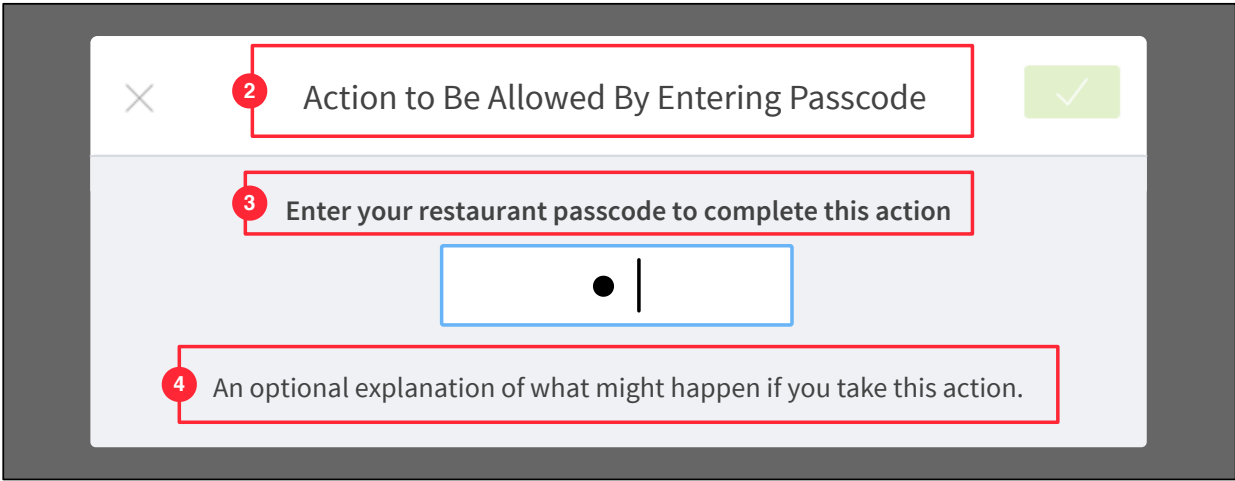 2 Action to Be Allowed By Entering Passcode
3 Enter your restaurant passcode to complete this action
4 An optional explanation of what might happen if you take this action.